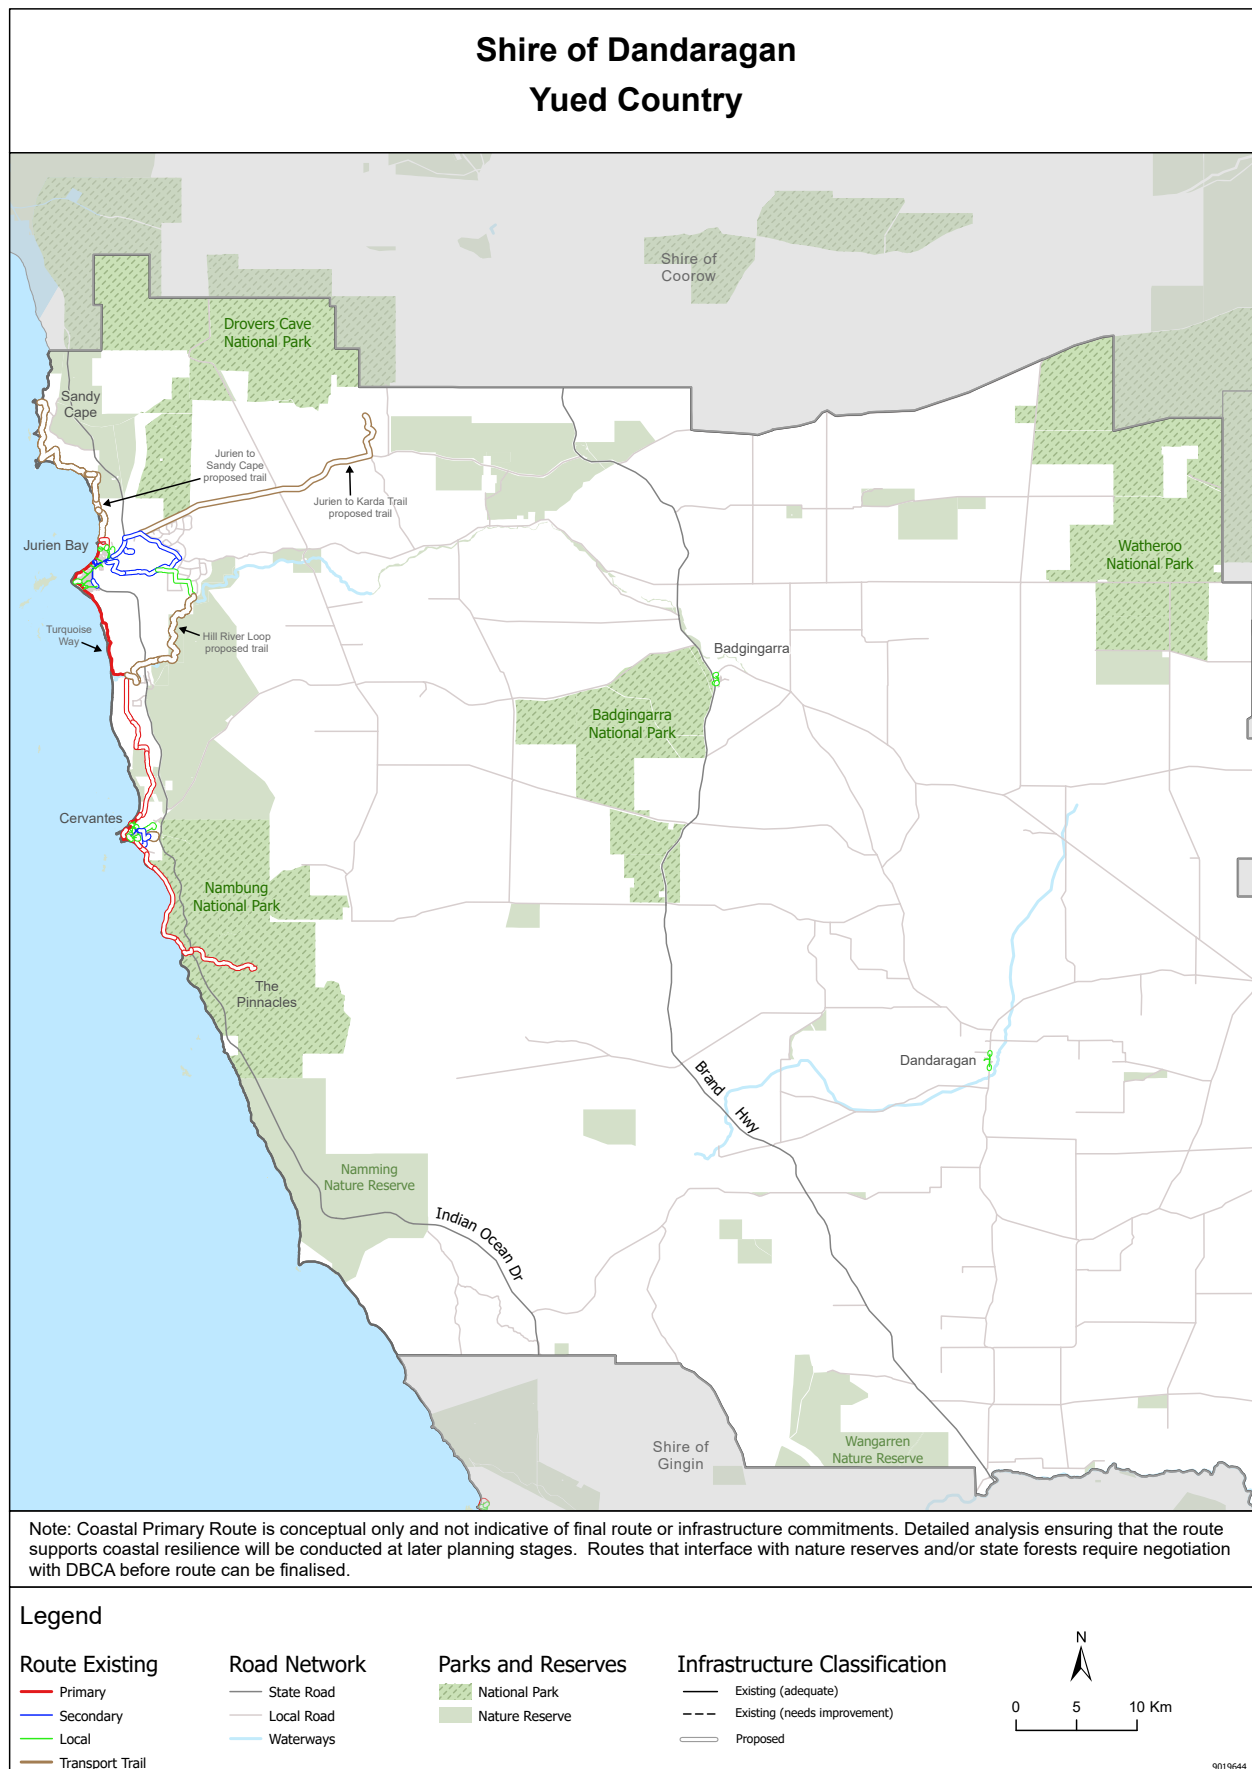 Shire of Dandaragan
Yued Country
Shire of
Coorow
Drovers Cave
National Park
Sandy
Cape
Jurien to
Sandy Cape
proposed trail
Jurien to Karda Trail
proposed trail
Jurien Bay
Watheroo
National Park
Turquoise
Way
Hill River Loop
proposed trail
Badgingarra
Badgingarra
National Park
Cervantes
Nambung
National Park
The
Pinnacles
Dandaragan
Brand Hwy
Namming
Nature Reserve
Indian Ocean Dr
Shire of
Gingin
Wangarren
Nature Reserve
Note: Coastal Primary Route is conceptual only and not indicative of final route or infrastructure commitments. Detailed analysis ensuring that the route
supports coastal resilience will be conducted at later planning stages. Routes that interface with nature reserves and/or state forests require negotiation
with DBCA before route can be finalised.
Legend
Route Existing
Primary
Secondary
Local
Transport Trail
Road Network
State Road
Local Road
Waterways
Parks and Reserves
National Park
Nature Reserve
Infrastructure Classification
Existing (adequate)
Existing (needs improvement)
Proposed
N
0 5 10 Km
9019644